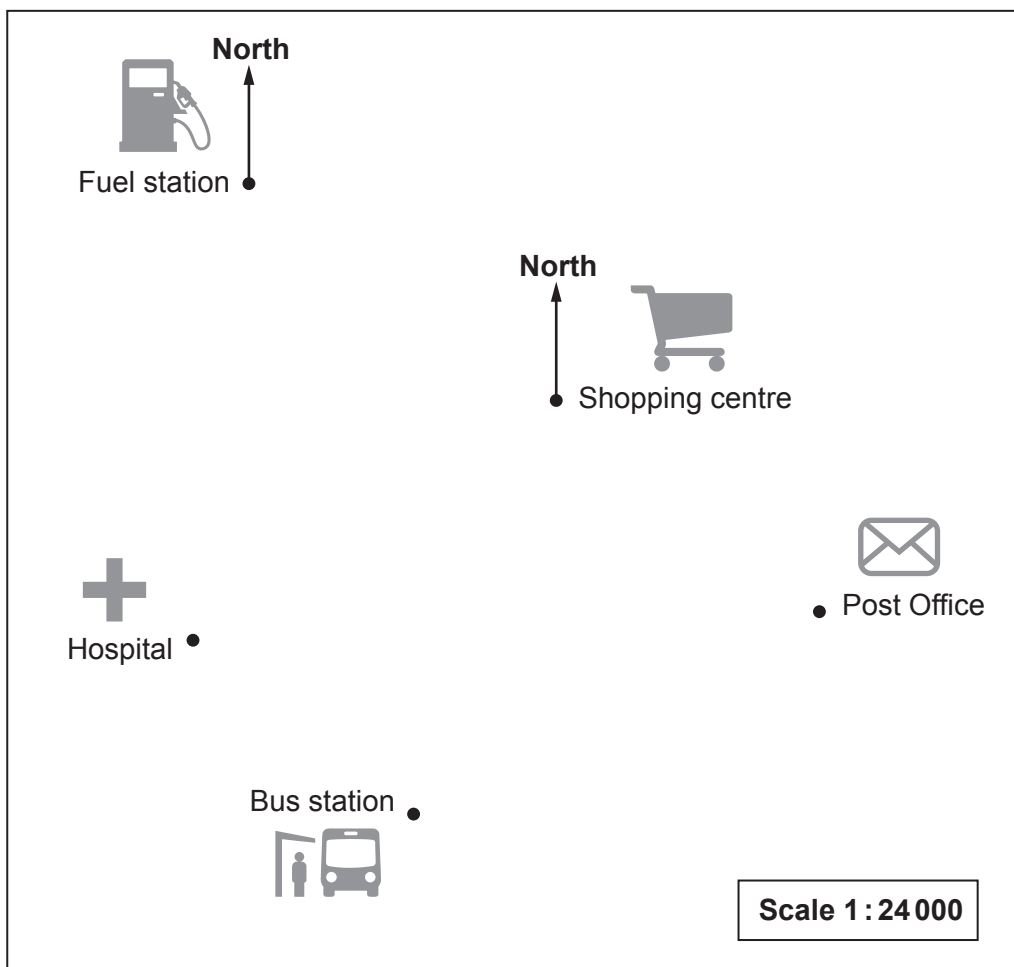 North
Fuel station
North
Shopping centre
Post Office
Hospital
Bus station
Scale 1 : 24 000